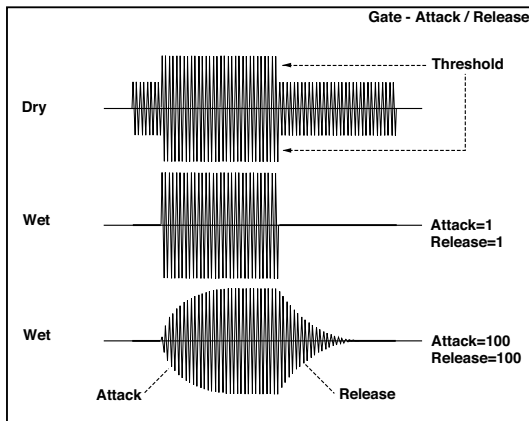 Gate - Attack / Release
Threshold
Dry
Wet
Attack=1
Release=1
Wet
Attack=100
Release=100
Attack
Release